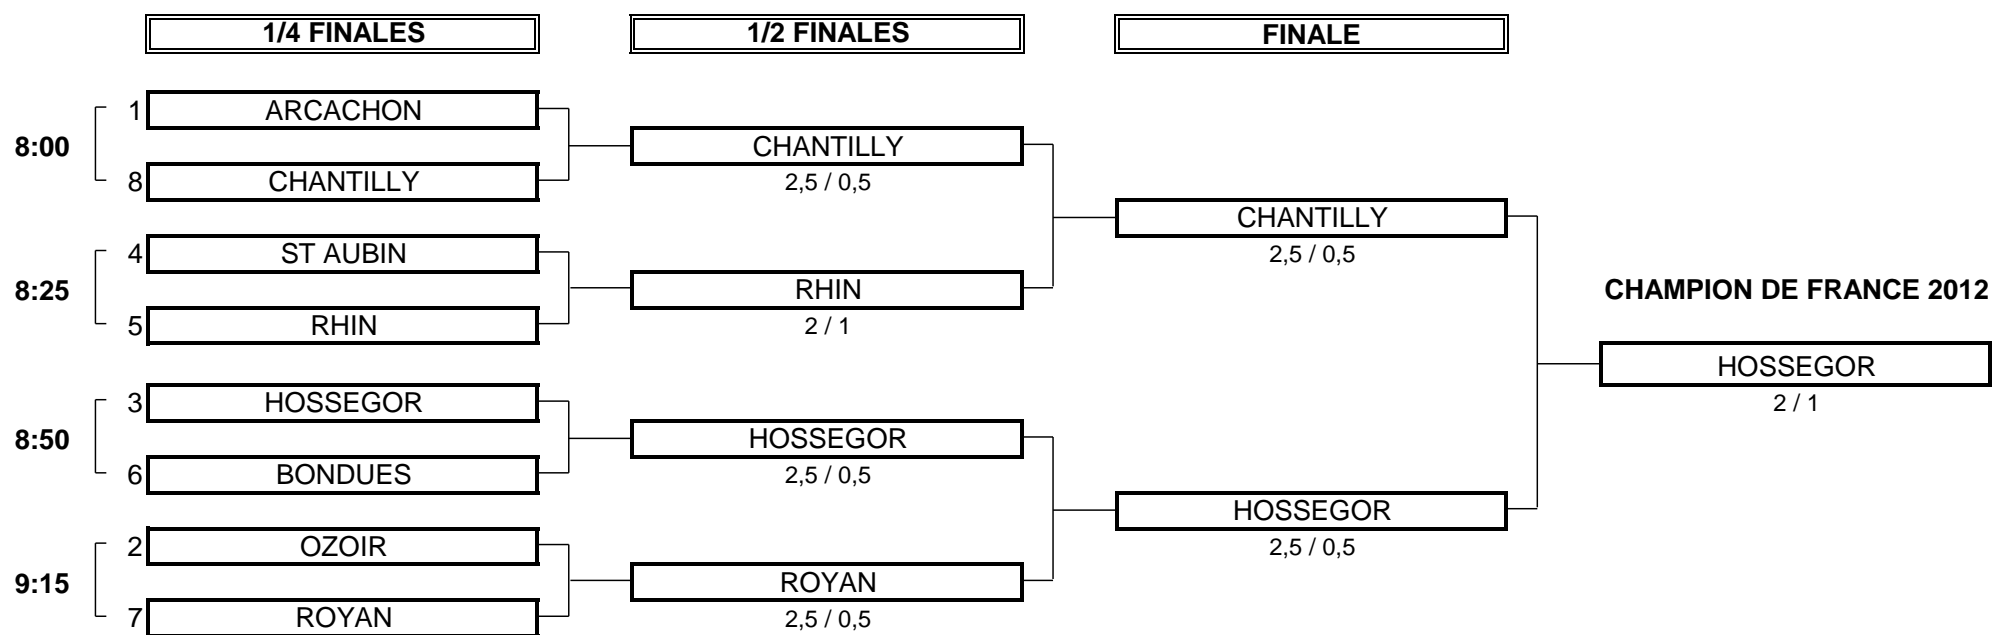 1/4 FINALES
1/2 FINALES
FINALE
8:00
1 ARCACHON
8 CHANTILLY
CHANTILLY
2,5 / 0,5
8:25
4 ST AUBIN
5 RHIN
RHIN
2 / 1
CHANTILLY
2,5 / 0,5
8:50
3 HOSSEGOR
6 BONDUES
HOSSEGOR
2,5 / 0,5
9:15
2 OZOIR
7 ROYAN
ROYAN
2,5 / 0,5
HOSSEGOR
2,5 / 0,5
CHAMPION DE FRANCE 2012
HOSSEGOR
2 / 1